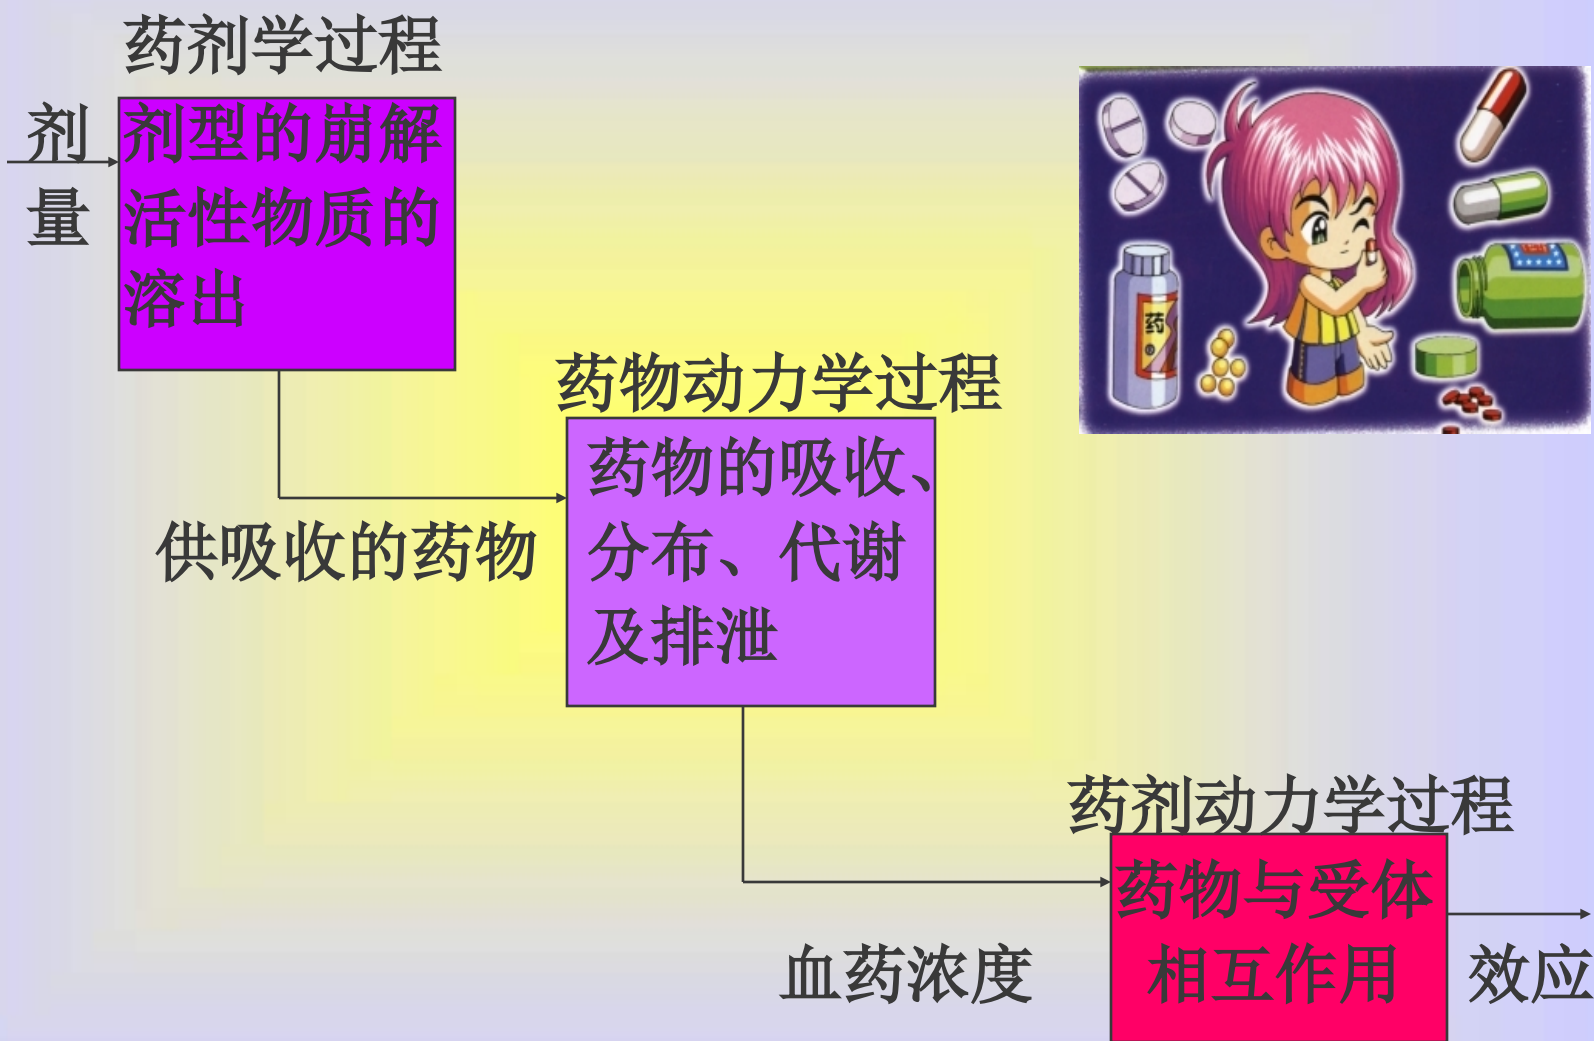 药剂学过程
剂
量
剂型的崩解
活性物质的
溶出
药物动力学过程
药物的吸收、
分布、代谢
及排泄
供吸收的药物
药
药剂动力学过程
药物与受体
相互作用
血药浓度
效应